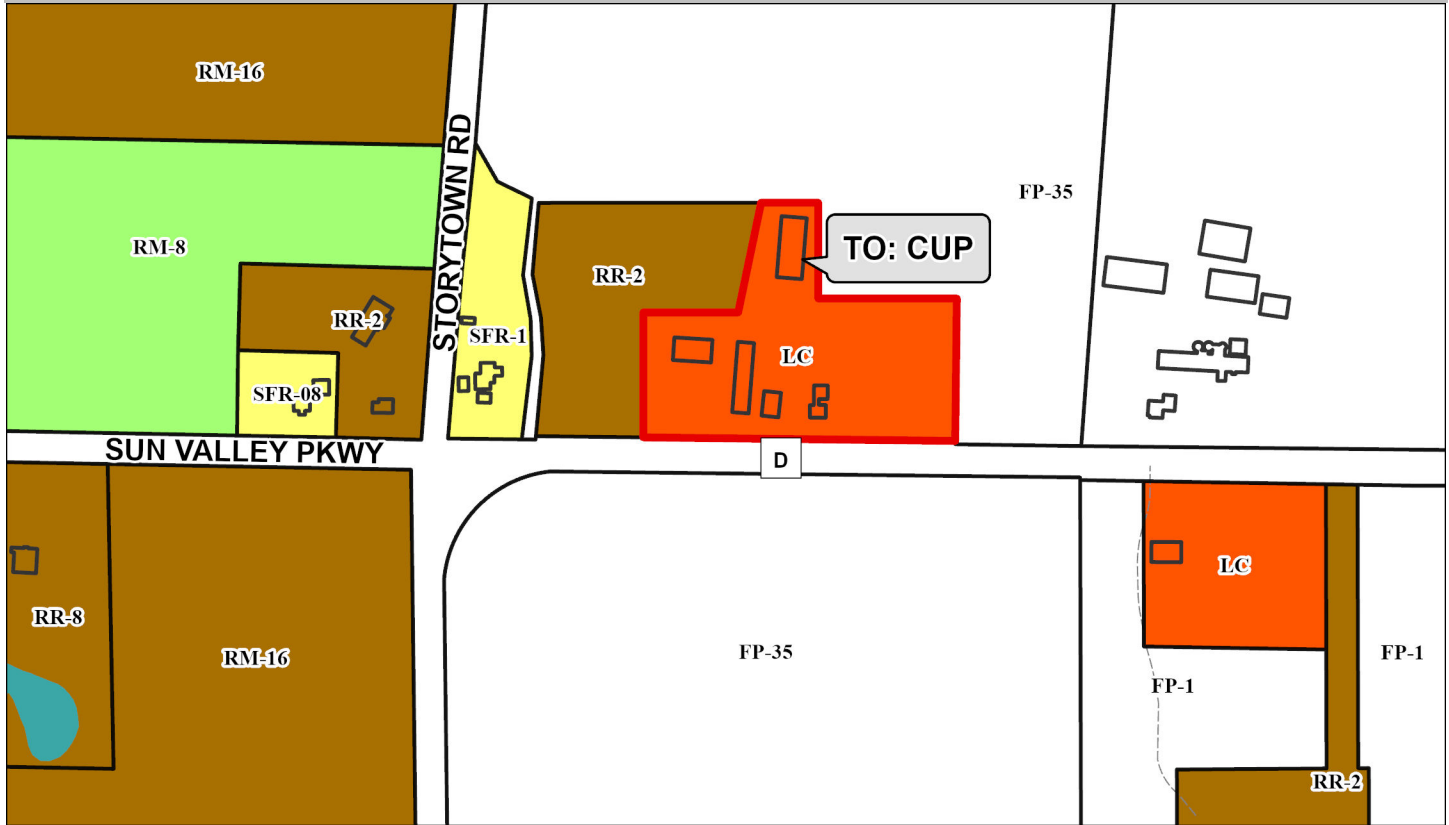 RM-16
STORYTOWN RD
FP-35
RM-8
TO: CUP
RR-2
RR-2
SFR-1
LC
SFR-08
SUN VALLEY PKWY
D
LC
RR-8
RM-16
FP-35
FP-1
FP-1
RR-2